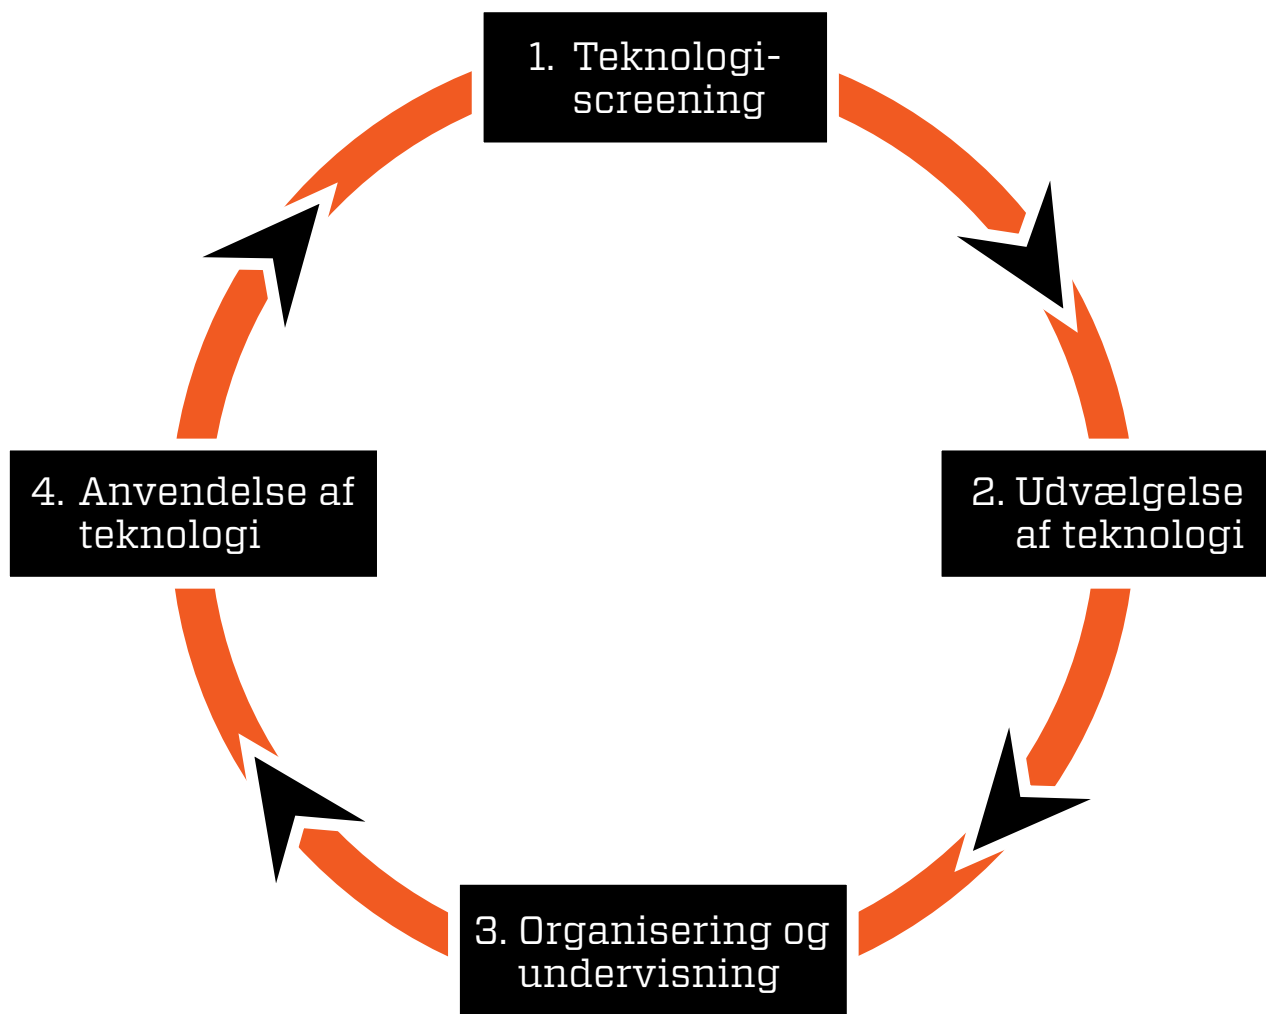 1. Teknologi-
screening
2. Udvælgelse
af teknologi
3. Organisering og
undervisning
4. Anvendelse af
teknologi